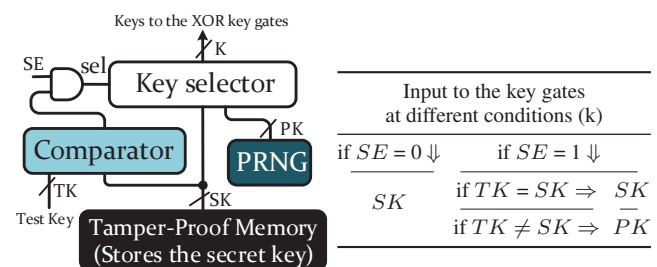 Keys to the XOR key gates
K
SE
sel
Key selector
PK
Comparator
PRNG
TK
SK
Test Key
Tamper-Proof Memory
(Stores the secret key)
Input to the key gates
at different conditions (k)
if SE = 0 ⇓ if SE = 1 ⇓
SK
if TK = SK ⇒ SK
if TK ≠ SK ⇒ PK